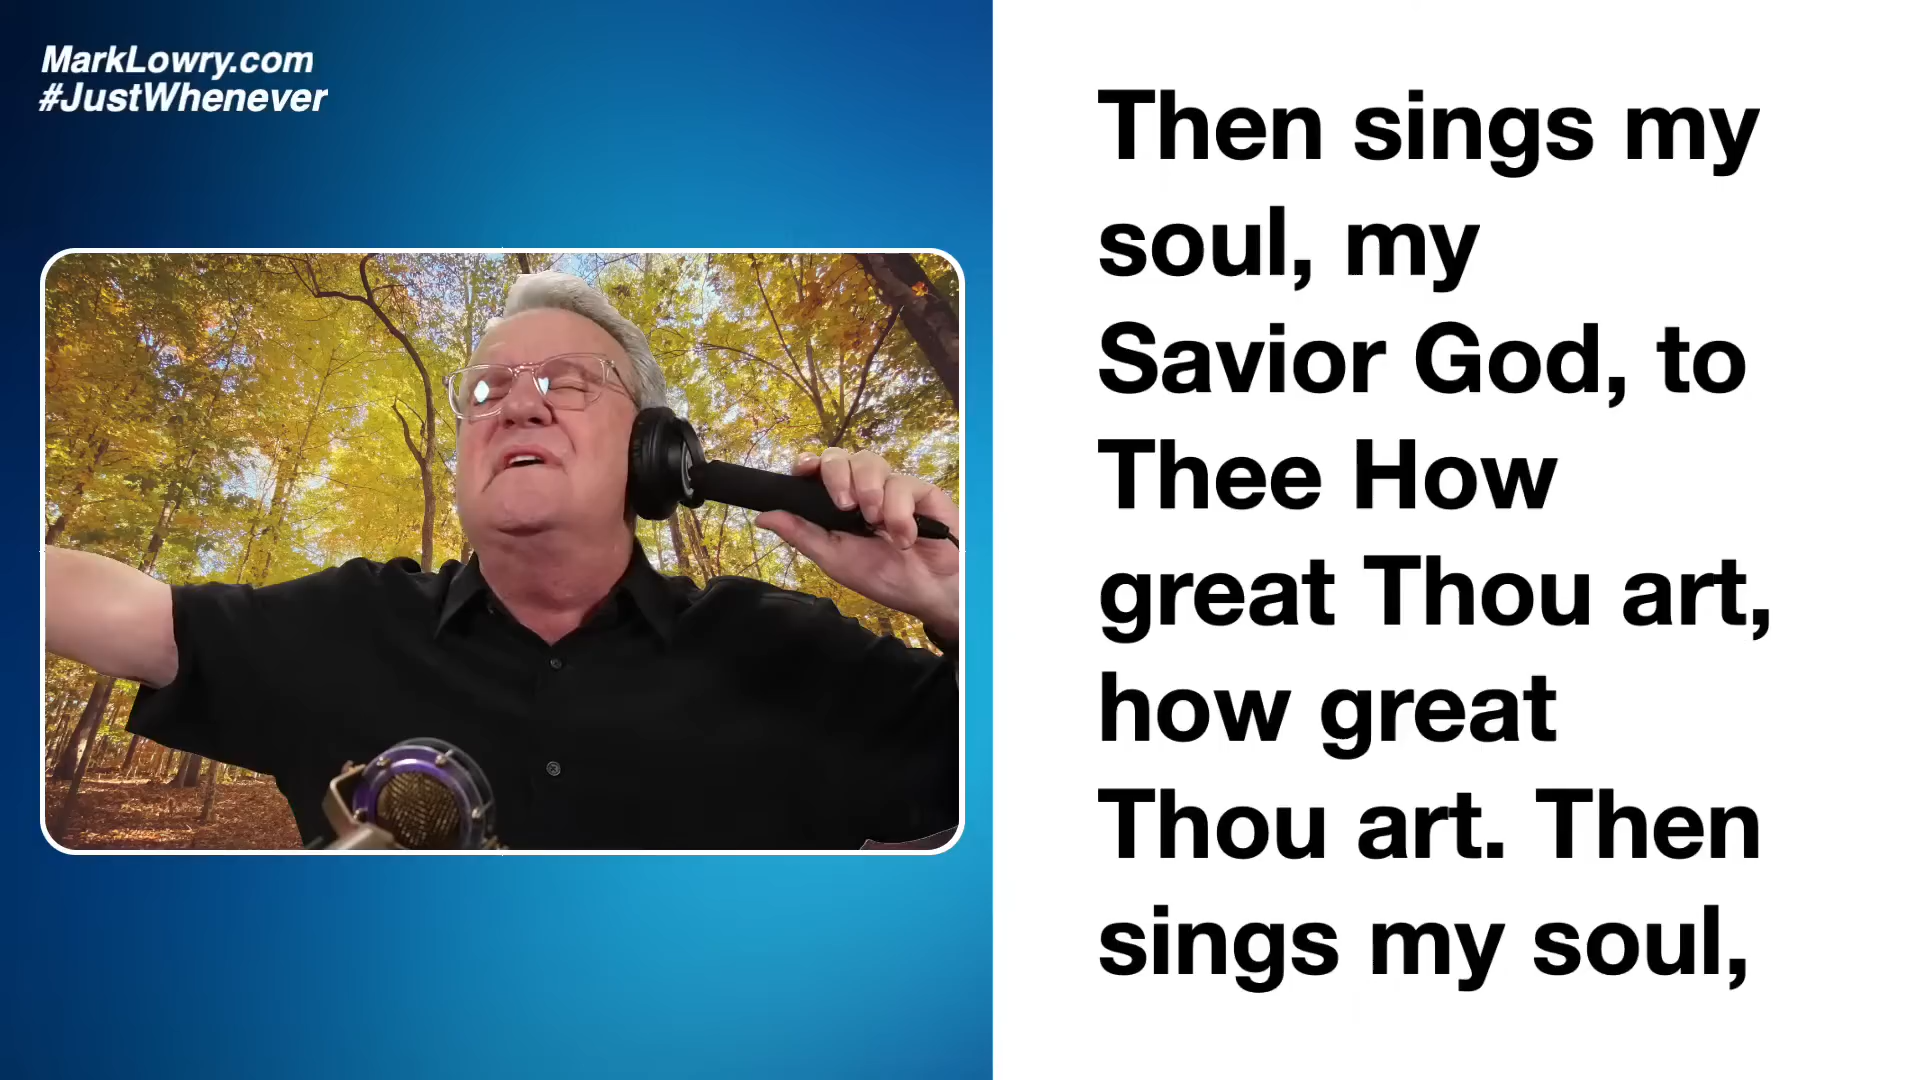 MarkLowry.com
#JustWhenever
Then sings my
soul, my
Savior God, to
Thee How
great Thou art,
how great
Thou art. Then
sings my soul,